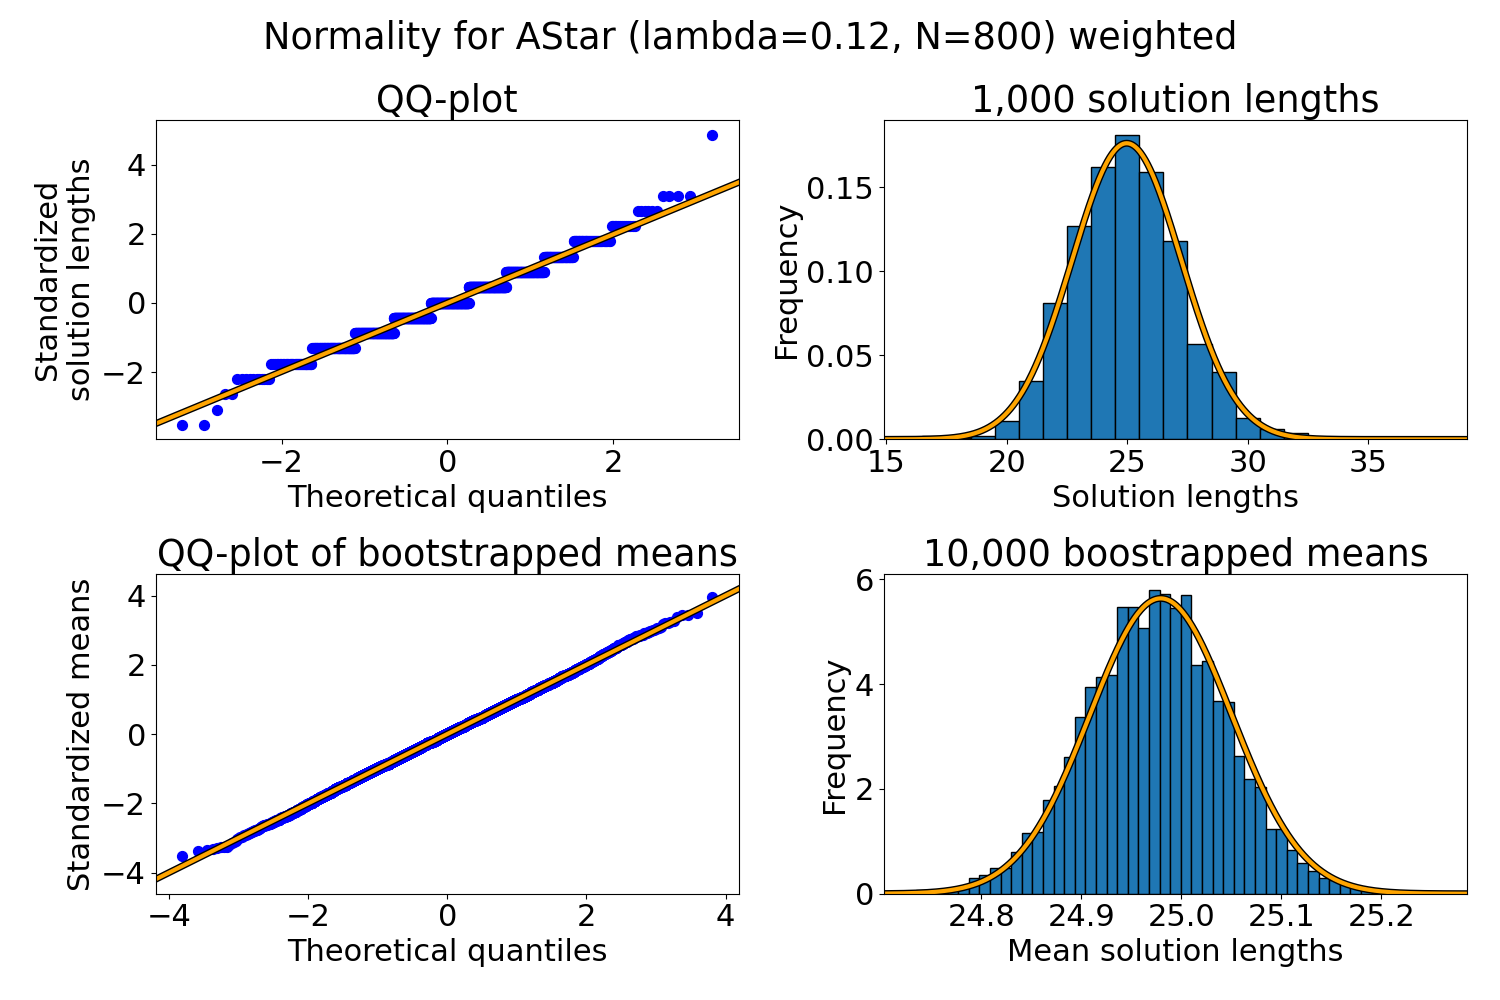 Normality for AStar (lambda=0.12, N=800) weighted
QQ-plot
Standardized
solution lengths
4
2
0
−2
−2 0 2
Theoretical quantiles
1,000 solution lengths
Frequency
0.15
0.10
0.05
0.00
15 20 25 30 35
Solution lengths
QQ-plot of bootstrapped means
Standardized means
4
2
0
−2
−4
−4 −2 0 2 4
Theoretical quantiles
10,000 boostrapped means
Frequency
6
4
2
0
24.8 24.9 25.0 25.1 25.2
Mean solution lengths